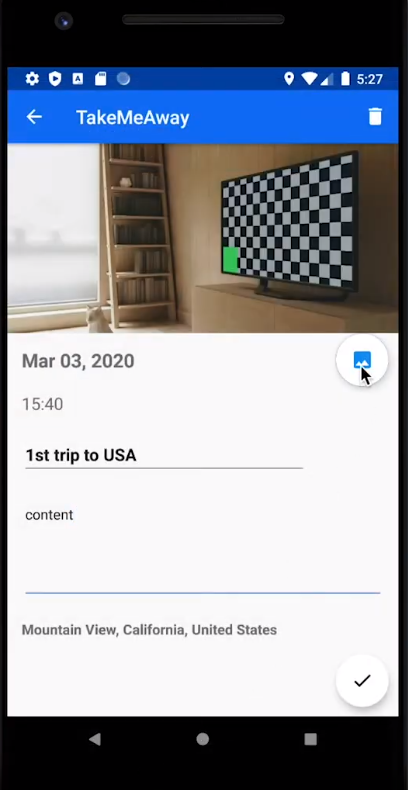 5:27
TakeMeAway
Mar 03, 2020
15:40
1st trip to USA
content
Mountain View, California, United States